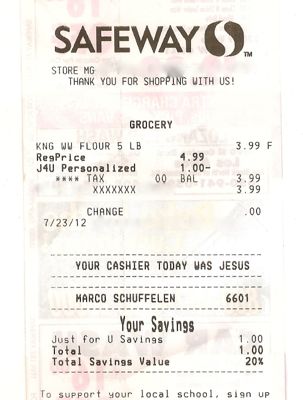 SAFEWAY
TM
STORE MG
THANK YOU FOR SHOPPING WITH US!
GROCERY
KNG WW FLOUR 5 LB 3.99 F
RegPrice 4.99
J4U Personalized 1.00-
**** TAX .00 BAL 3.99
XXXXXXX 3.99
CHANGE .00
7/23/12
YOUR CASHIER TODAY WAS JESUS
MARCO SCHUFFELEN 6601
Your Savings
Just for U Savings 1.00
Total 1.00
Total Savings Value 20%
To support your local school, sign up